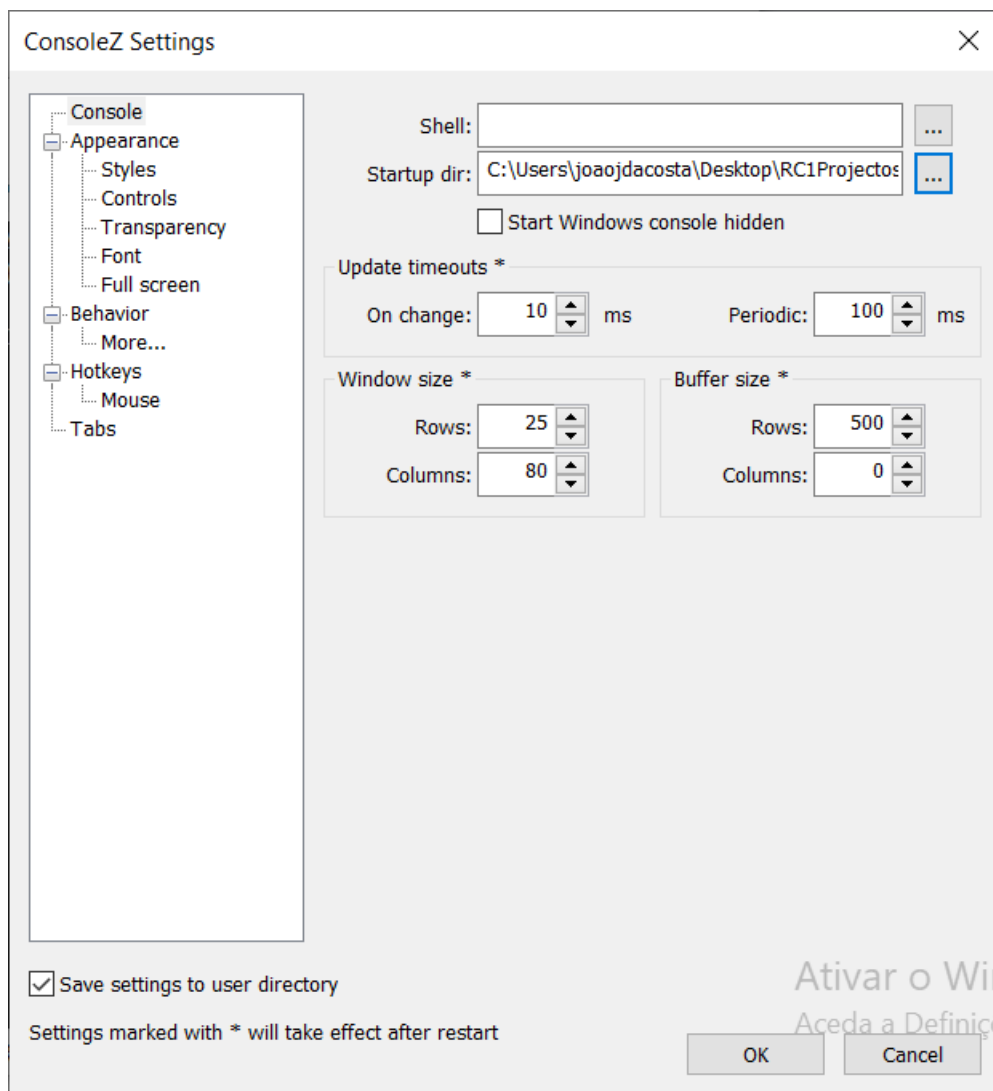 ConsoleZ Settings
Console
Appearance
Styles
Controls
Transparency
Font
Full screen
Behavior
More...
Hotkeys
Mouse
Tabs
Shell:
...
Startup dir: C:\Users\joaojdacosta\Desktop\RC1Projectos
...
Start Windows console hidden
Update timeouts *
On change: 10 ms Periodic: 100 ms
Window size *
Rows: 25
Columns: 80
Buffer size *
Rows: 500
Columns: 0
Save settings to user directory
Settings marked with * will take effect after restart
Ativar o Wi
Aceda a Definiç
OK Cancel